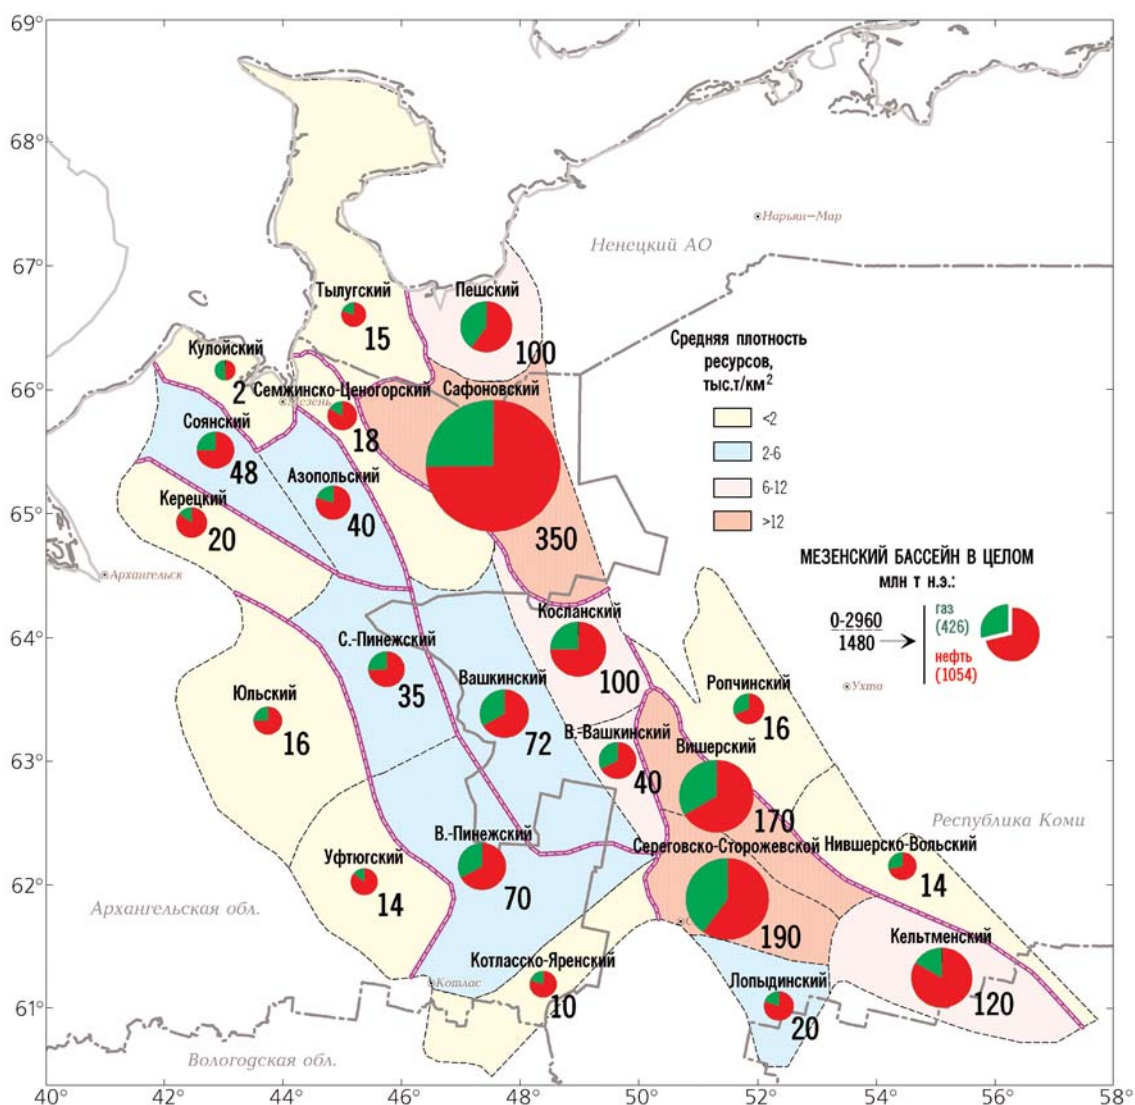 69°
68°
67°
66°
65°
64°
63°
62°
61°
40°
42°
44°
46°
48°
50°
52°
54°
56°
58°
Нарьян-Мар
Ненецкий АО
Тылугский
15
Пешский
100
Кулойский
2
Мезень
Семжинско-Ценогорский
18
Сафоновский
350
Соянский
48
Азопольский
40
Керецкий
20
Архангельск
Средняя плотность
ресурсов,
тыс.т/км²
<2
2-6
6-12
>12
МЕЗЕНСКИЙ БАССЕЙН В ЦЕЛОМ
млн т н.э.:
0-2960
1480
газ
(426)
нефть
(1054)
Косланский
100
С.-Пинежский
35
Вашкинский
72
Юльский
16
Ропчинский
16
Ухта
В.-Вашкинский
40
Вишерский
170
Республика Коми
В.-Пинежский
70
Сереговско-Сторожевской
190
Нившерско-Вольский
14
Уфтюгский
14
Архангельская обл.
Кельтменский
120
Котласско-Яренский
10
Котлас
Лопыдинский
20
Вологодская обл.